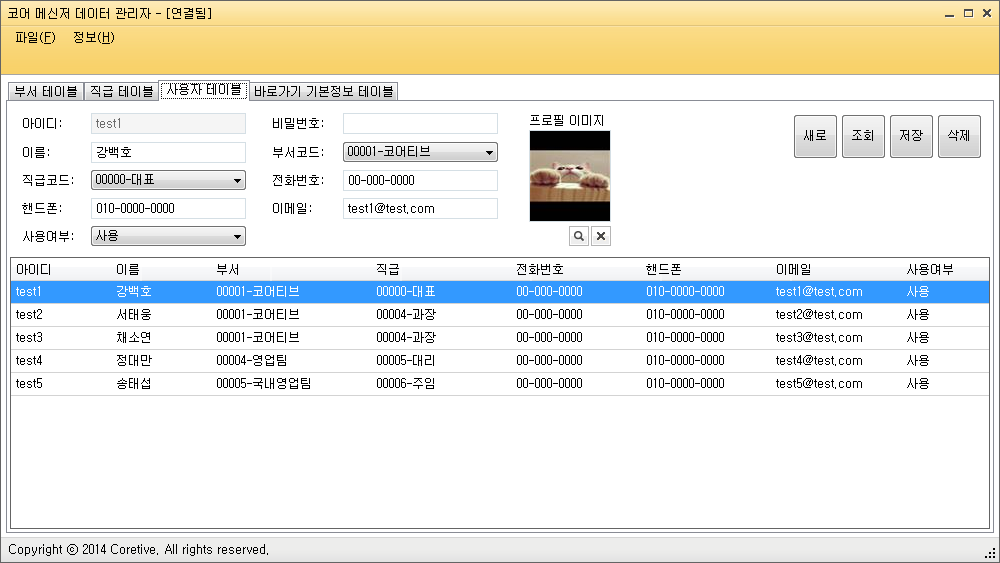 코어 메신저 데이터 관리자 - [연결됨]
파일(F) 정보(H)
부서 테이블 직급 테이블 사용자 테이블 바로가기 기본정보 테이블
아이디: test1 비밀번호: 프로필 이미지
새로 조회 저장 삭제
이름: 강백호 부서코드: 00001-코어티브
직급코드: 00000-대표 전화번호: 00-000-0000
핸드폰: 010-0000-0000 이메일: test1@test.com
사용여부: 사용
아이디 이름 부서 직급 전화번호 핸드폰 이메일 사용여부
test1 강백호 00001-코어티브 00000-대표 00-000-0000 010-0000-0000 test1@test.com 사용
test2 서태웅 00001-코어티브 00004-과장 00-000-0000 010-0000-0000 test2@test.com 사용
test3 채소연 00001-코어티브 00004-과장 00-000-0000 010-0000-0000 test3@test.com 사용
test4 정대만 00004-영업팀 00005-대리 00-000-0000 010-0000-0000 test4@test.com 사용
test5 송태섭 00005-국내영업팀 00006-주임 00-000-0000 010-0000-0000 test5@test.com 사용
Copyright ⓒ 2014 Coretive. All rights reserved.